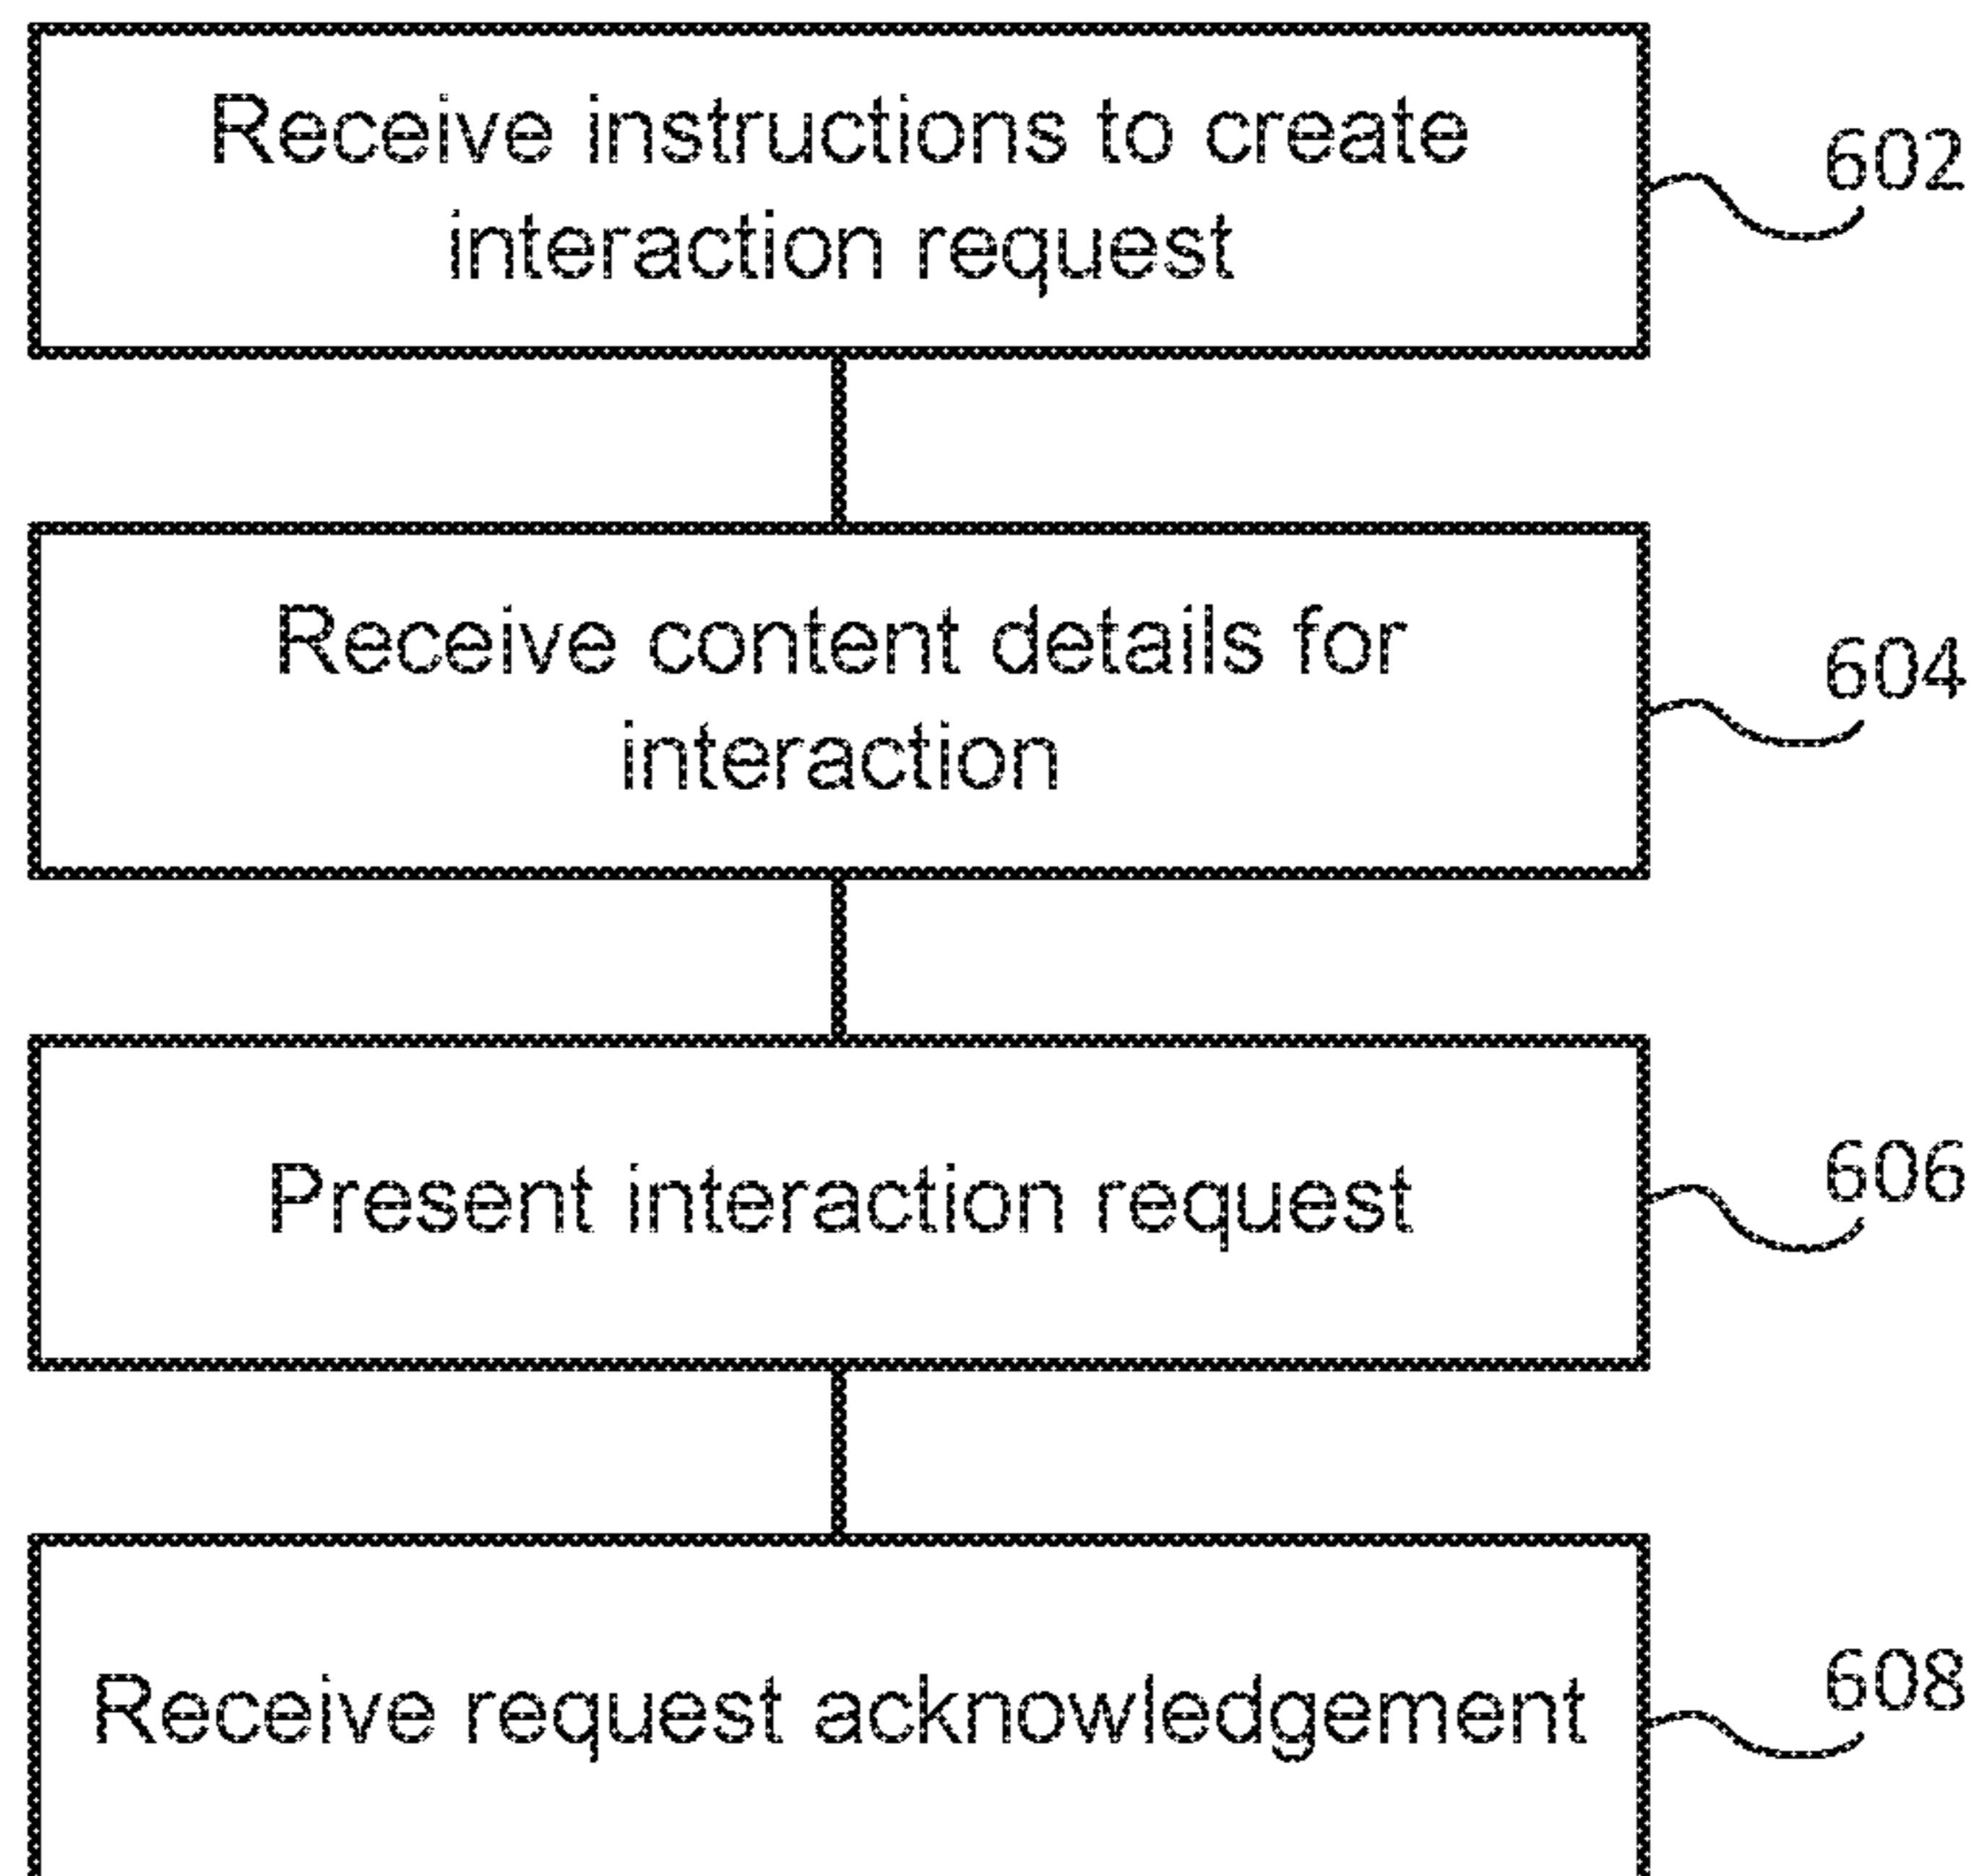 Receive instructions to create
interaction request
602
Receive content details for
interaction
604
Present interaction request
606
Receive request acknowledgement
608